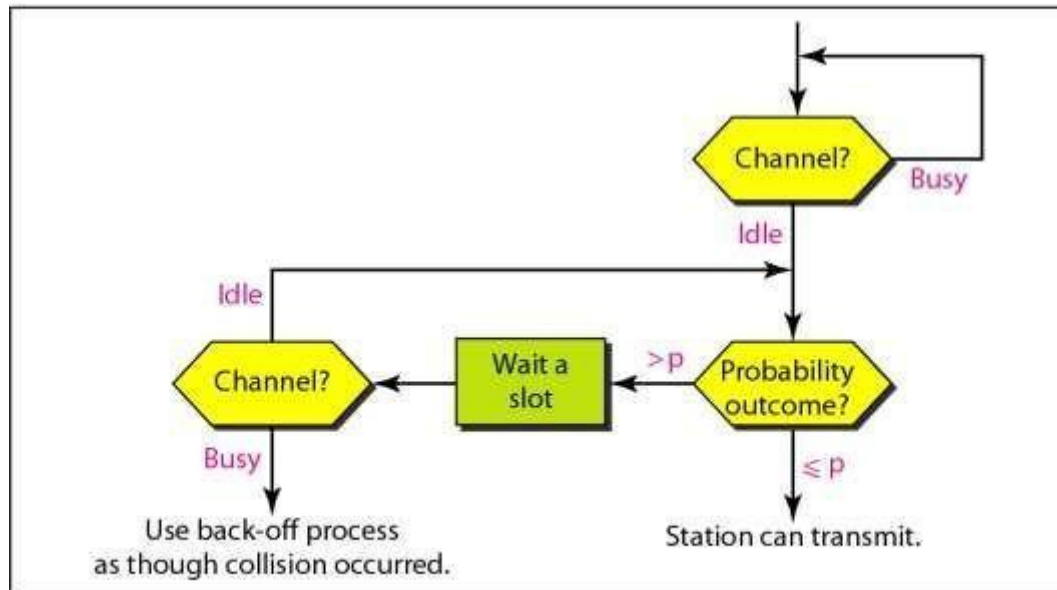 Channel?
Busy
Idle
Idle
Channel?
Wait a
slot
>p
Probability
outcome?
Busy
⩽ p
Use back-off process
as though collision occurred.
Station can transmit.